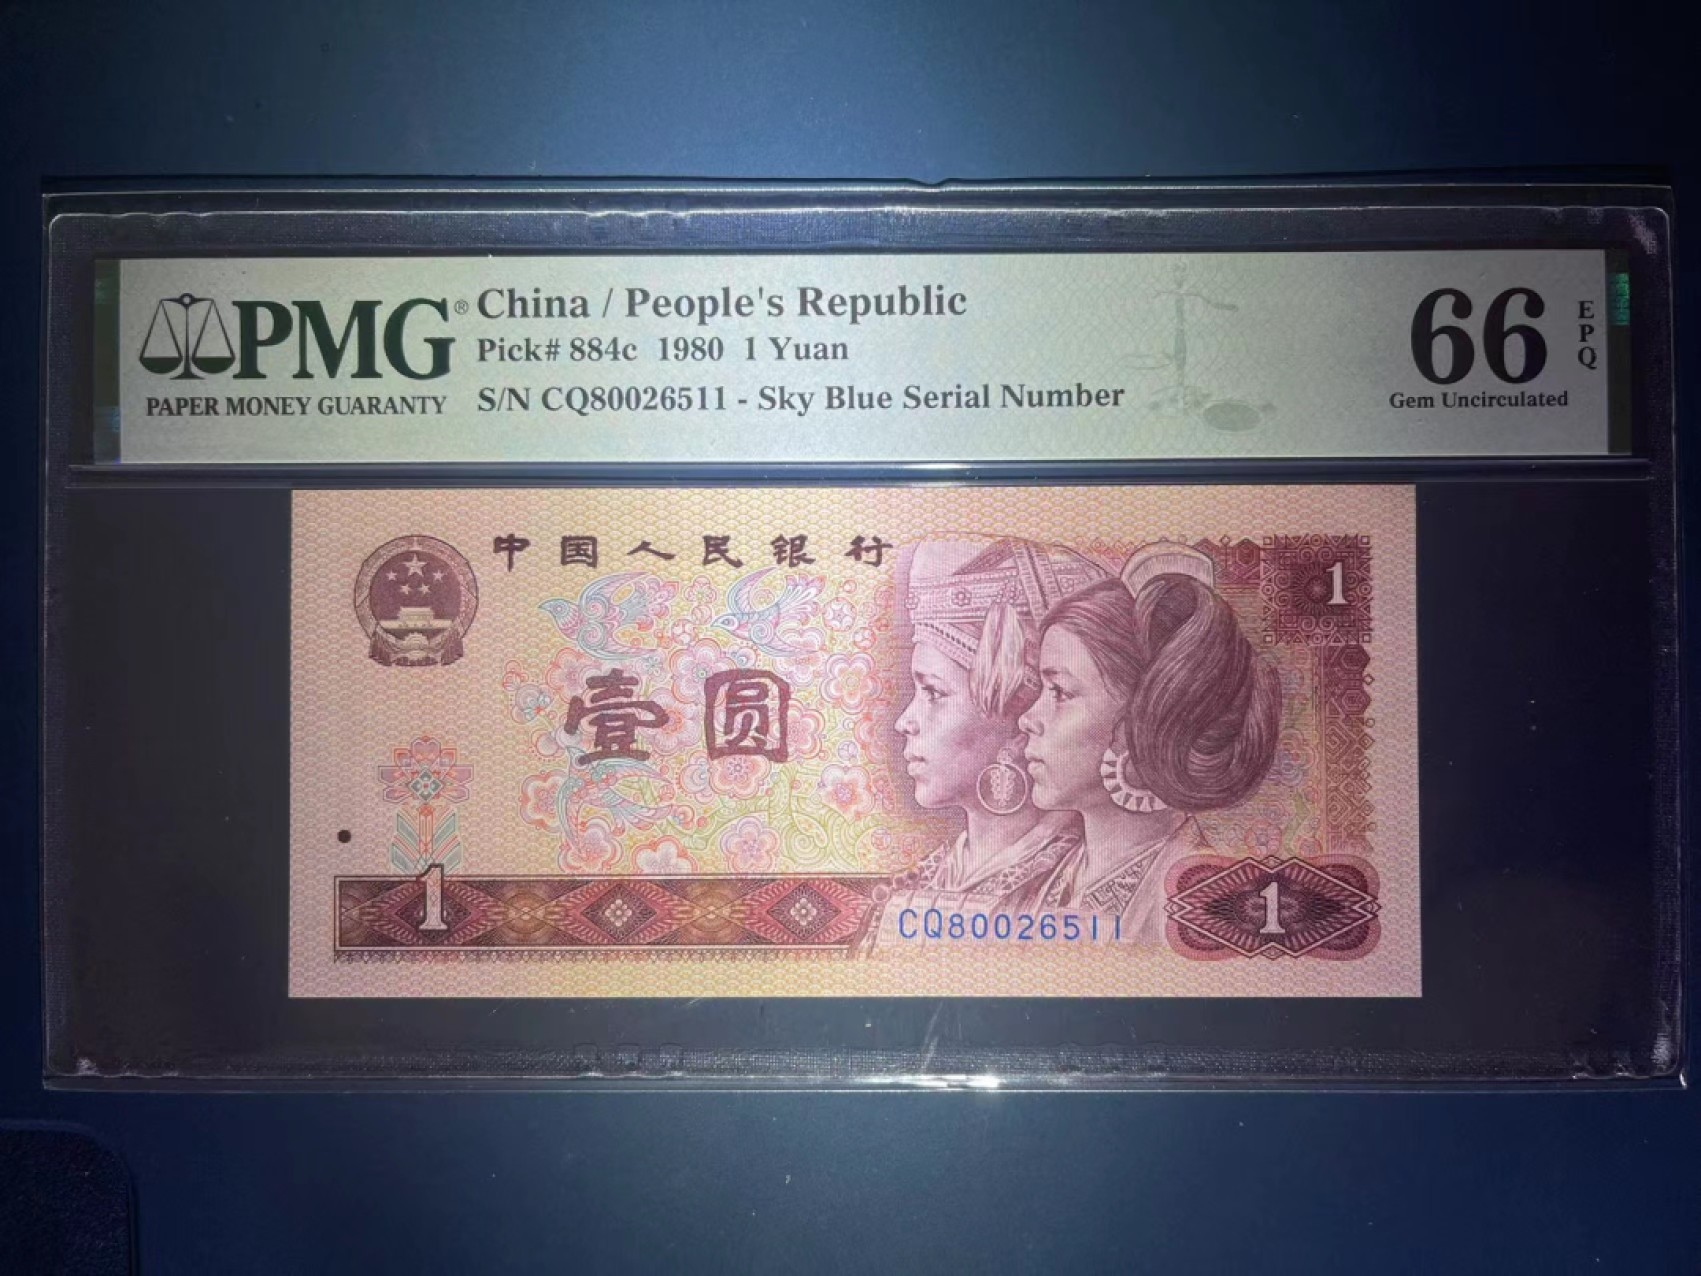 PMG®
PAPER MONEY GUARANTY
China / People's Republic
Pick# 884c 1980 1 Yuan
S/N CQ80026511 - Sky Blue Serial Number
66
EPQ
Gem Uncirculated
中国人民银行
1
壹圆
1
CQ80026511
1